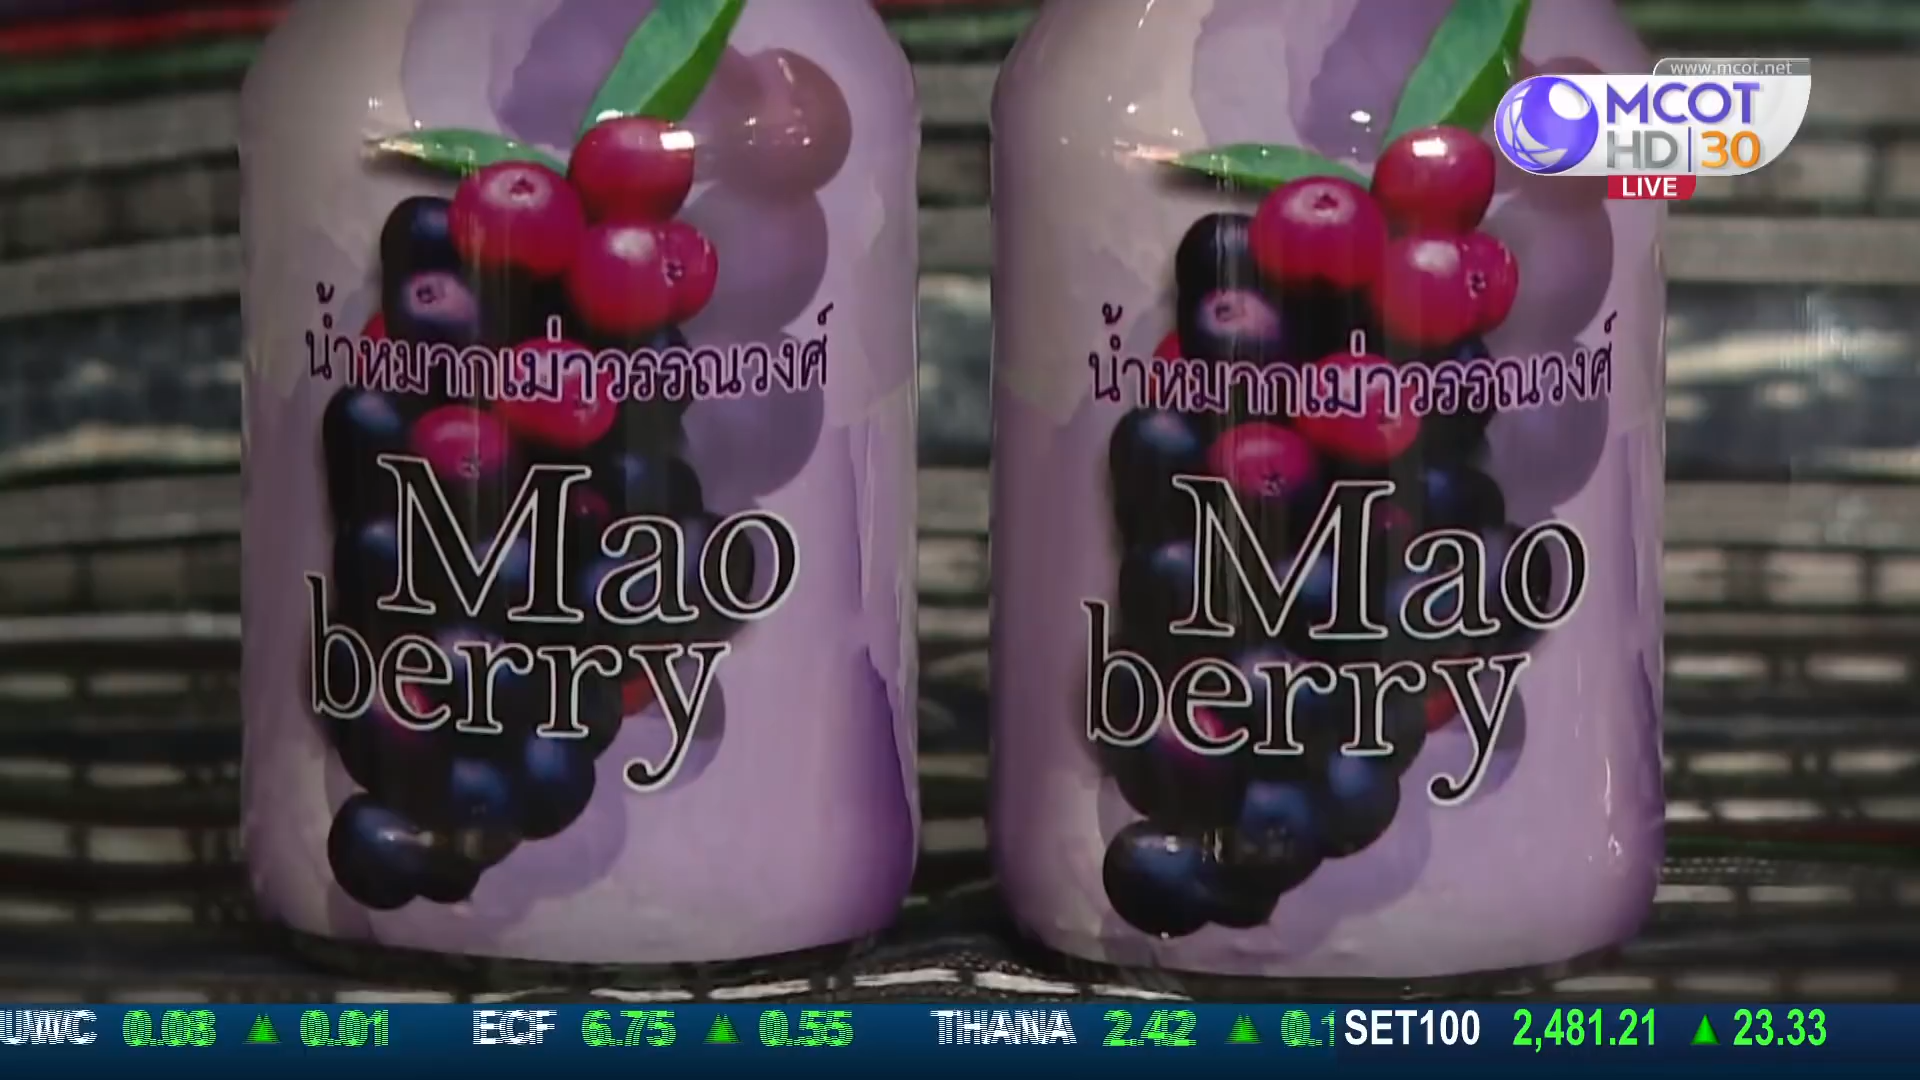 www.mcot.net
MCOT
HD 30
LIVE
น้ำหมากเม่าวรรณวงศ์
Mao
berry
น้ำหมากเม่าวรรณวงศ์
Mao
berry
UWC 0.08 ▲ 0.01 ECF 6.75 ▲ 0.55 THANA 2.42 ▲ 0.1 SET100 2,481.21 ▲ 23.33